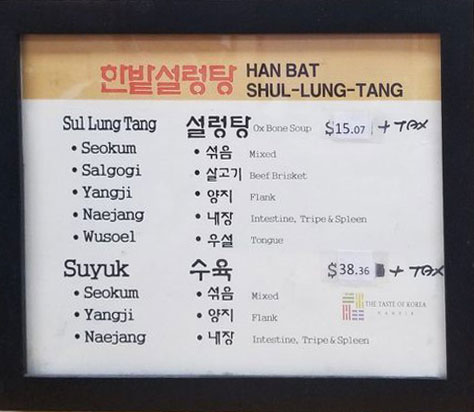 한밭설렁탕 HAN BAT
SHUL-LUNG-TANG
Sul Lung Tang 설렁탕 Ox Bone Soup $15.07 + TAX
• Seokum • 섞음 Mixed
• Salgogi • 살고기 Beef Brisket
• Yangji • 양지 Flank
• Naejang • 내장 Intestine, Tripe & Spleen
• Wusoel • 우설 Tongue
Suyuk 수육 $38.36 + TAX
• Seokum • 섞음 Mixed
• Yangji • 양지 Flank
• Naejang • 내장 Intestine, Tripe & Spleen
THE TASTE OF KOREA